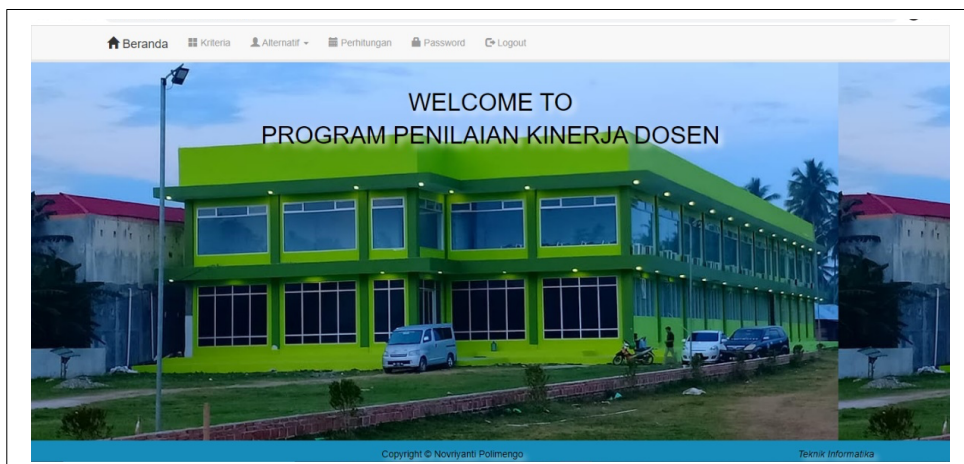 Beranda Kriteria Alternatif Perhitungan Password Logout
WELCOME TO
PROGRAM PENILAIAN KINERJA DOSEN
Copyright © Novriyanti Polimengo Teknik Informatika